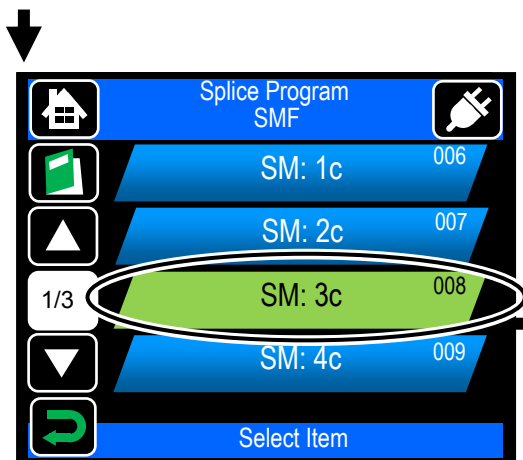 Splice Program
SMF
SM: 1c 006
SM: 2c 007
1/3
SM: 3c 008
SM: 4c 009
Select Item